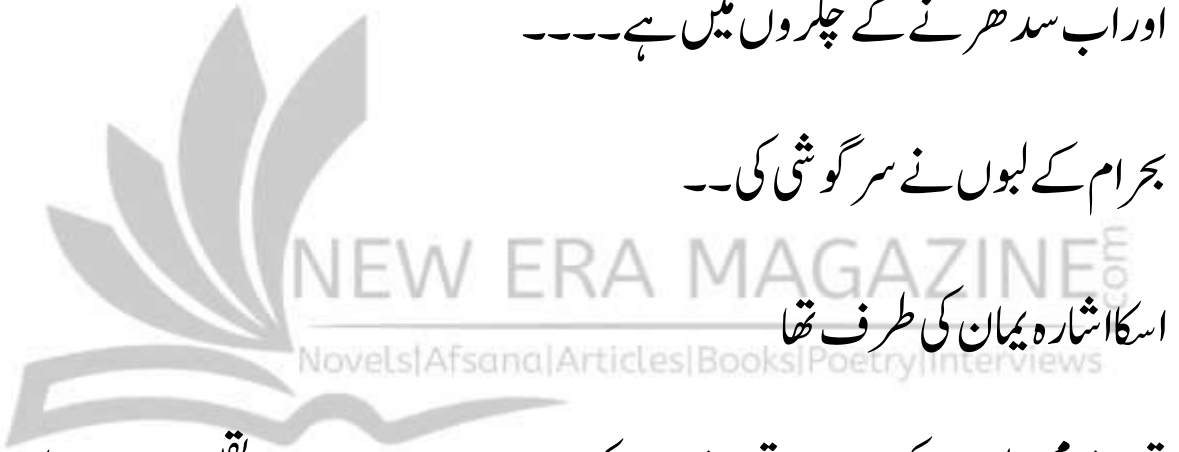 اور اب سدھرنے کے چکروں میں ہے۔۔۔۔
بحرام کے لبوں نے سرگوشی کی۔۔
NEW ERA MAGAZINE.com
اسکا اشارہ یمان کی طرف تھا
Novels|Afsana|Articles|Books|Poetry|Interviews